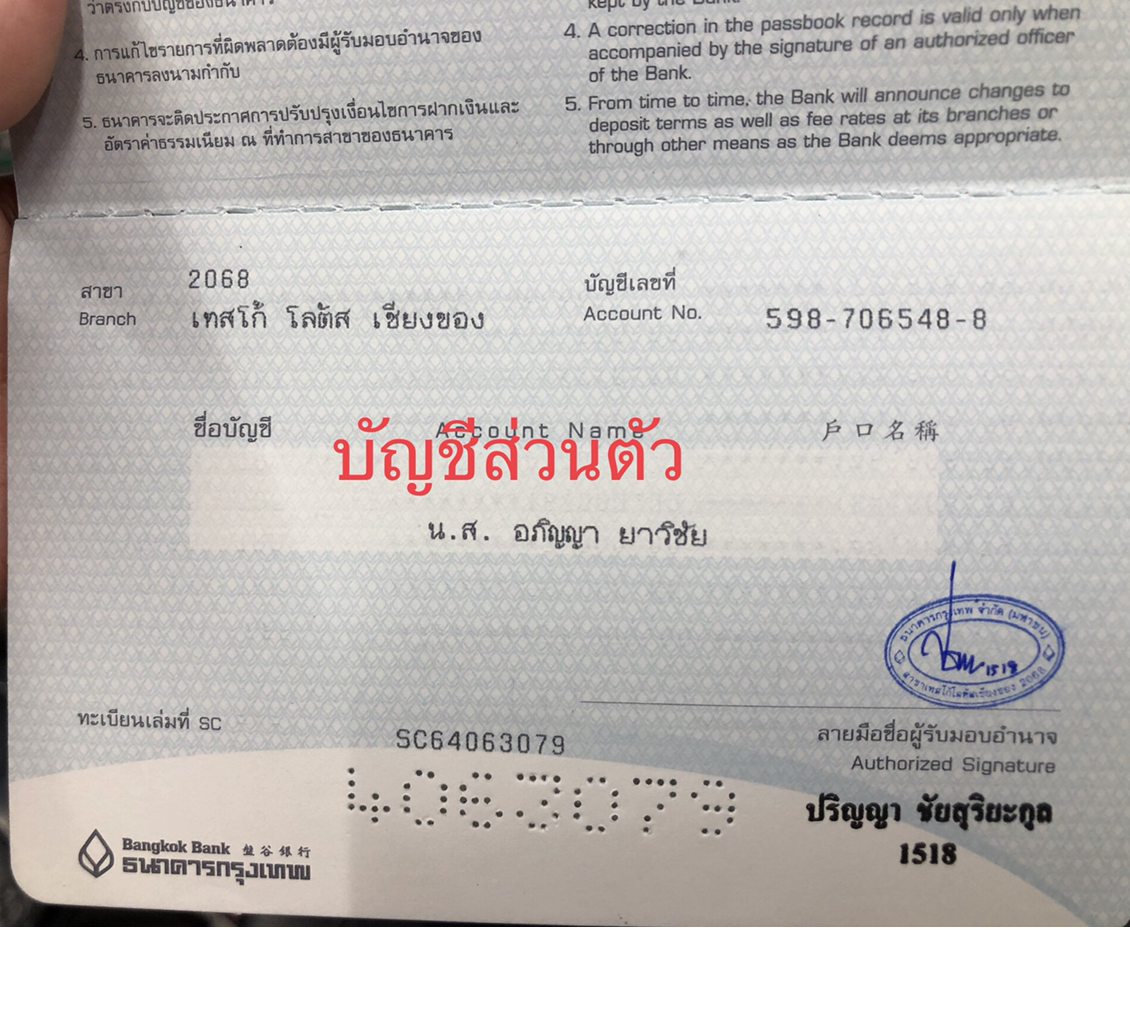 ว่าตรงกับบัญชีของธนาคาร
4. การแก้ไขรายการที่ผิดพลาดต้องมีผู้รับมอบอำนาจของ
ธนาคารลงนามกำกับ
5. ธนาคารจะติดประกาศการปรับปรุงเงื่อนไขการฝากเงินและ
อัตราค่าธรรมเนียม ณ ที่ทำการสาขาของธนาคาร
kept by the Bank.
4. A correction in the passbook record is valid only when
accompanied by the signature of an authorized officer
of the Bank.
5. From time to time, the Bank will announce changes to
deposit terms as well as fee rates at its branches or
through other means as the Bank deems appropriate.
สาขา 2068
Branch เทสโก้ โลตัส เชียงของ
บัญชีเลขที่
Account No. 598-706548-8
ชื่อบัญชี Account Name 戶口名稱
บัญชีส่วนตัว
น.ส. อภิญญา ยาวิชัย
ธนาคารกรุงเทพ จำกัด (มหาชน)
1518
สาขาเทสโก้โลตัสเชียงของ 2068
ทะเบียนเล่มที่ SC SC64063079
4063079
ลายมือชื่อผู้รับมอบอำนาจ
Authorized Signature
ปริญญา ชัยสุริยะกูล
1518
Bangkok Bank 盤谷銀行
ธนาคารกรุงเทพ